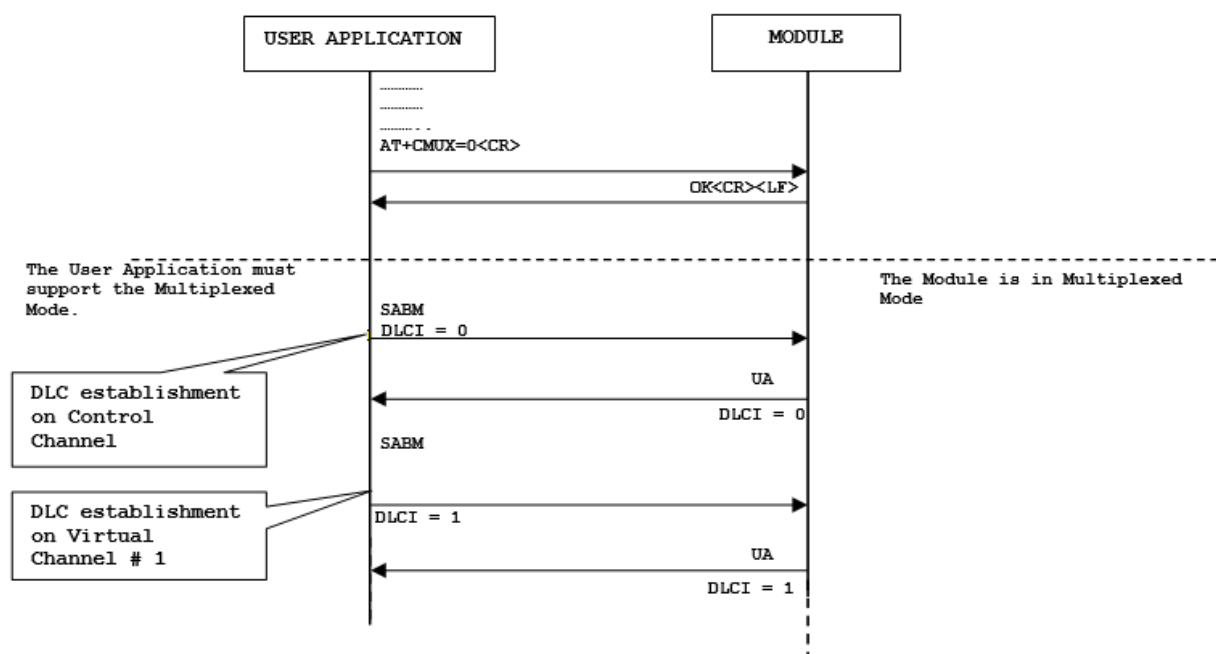 USER APPLICATION
MODULE
............
............
............
AT+CMUX=0<CR>
OK<CR><LF>
The User Application must
support the Multiplexed
Mode.
The Module is in Multiplexed
Mode
SABM
DLCI = 0
DLC establishment
on Control
Channel
UA
DLCI = 0
SABM
DLC establishment
on Virtual
Channel # 1
DLCI = 1
UA
DLCI = 1